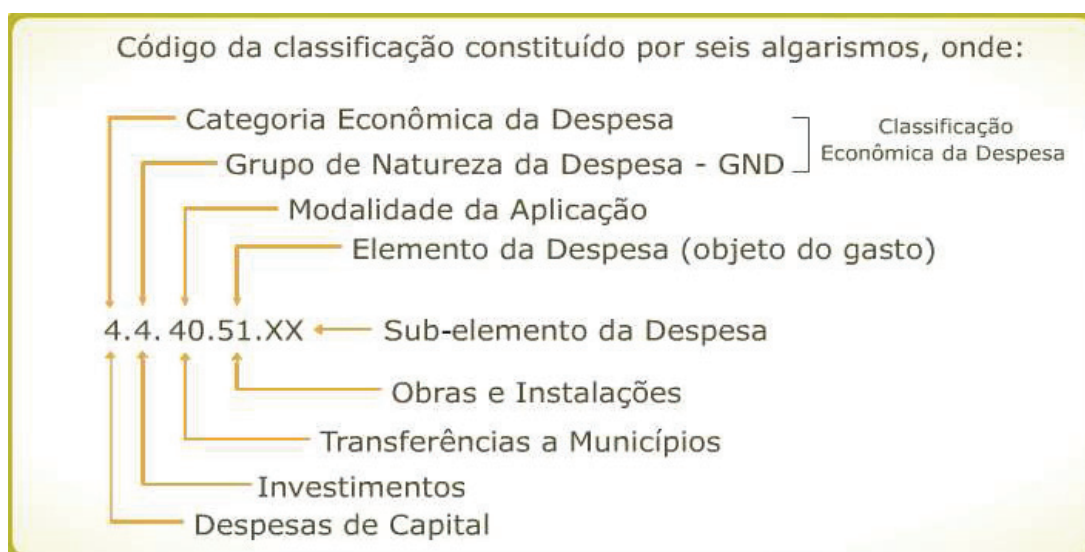 Código da classificação constituído por seis algarismos, onde:
Categoria Econômica da Despesa
Classificação
Econômica da Despesa
Grupo de Natureza da Despesa - GND
Modalidade da Aplicação
Elemento da Despesa (objeto do gasto)
4.4. 40.51.XX
Sub-elemento da Despesa
Obras e Instalações
Transferências a Municípios
Investimentos
Despesas de Capital